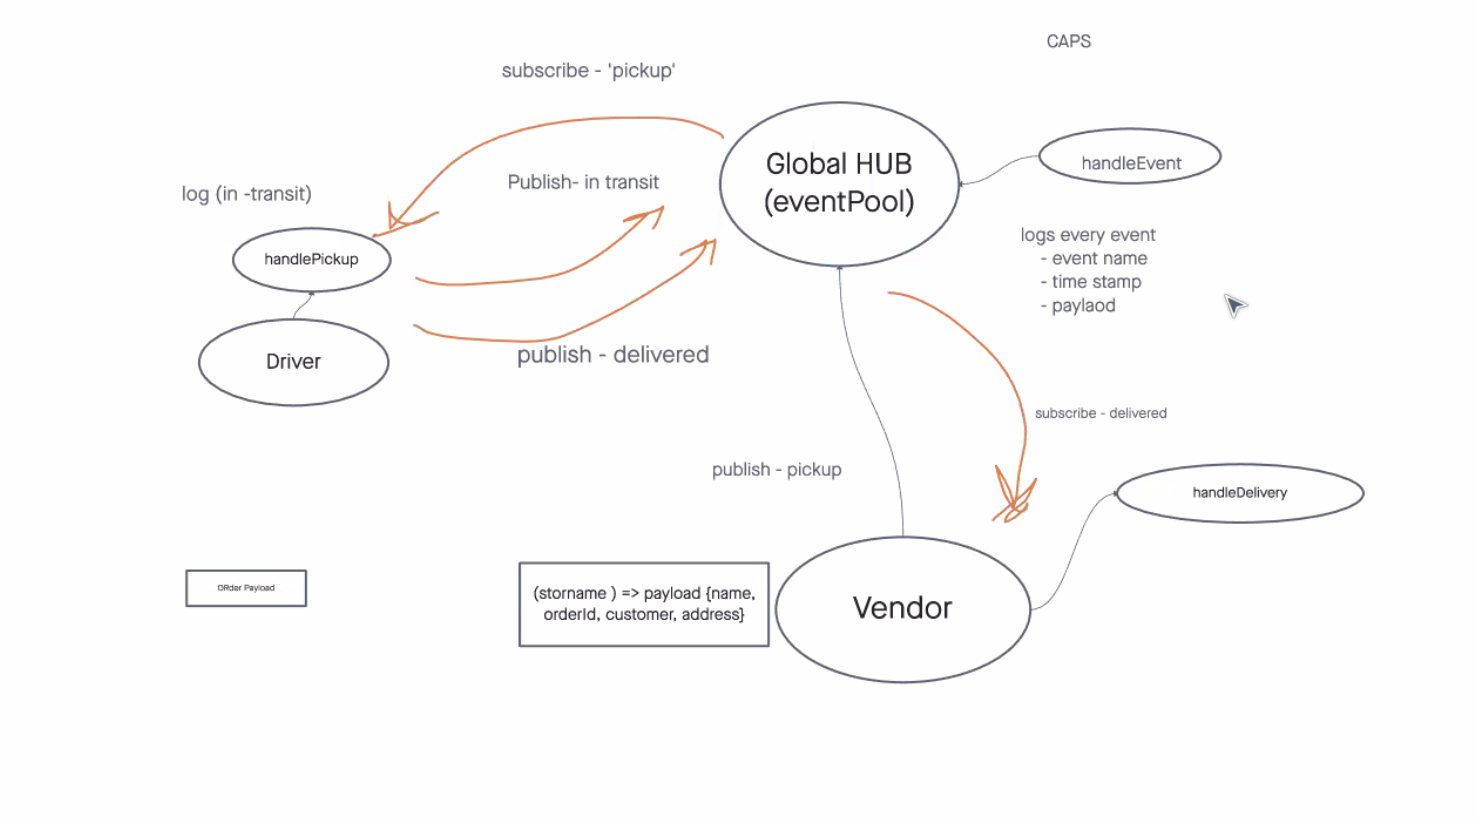 CAPS
subscribe - 'pickup'
Global HUB
(eventPool)
handleEvent
Publish- in transit
log (in -transit)
handlePickup
logs every event
- event name
- time stamp
- paylaod
Driver
publish - delivered
subscribe - delivered
publish - pickup
handleDelivery
ORder Payload
(storname ) => payload {name,
orderId, customer, address}
Vendor